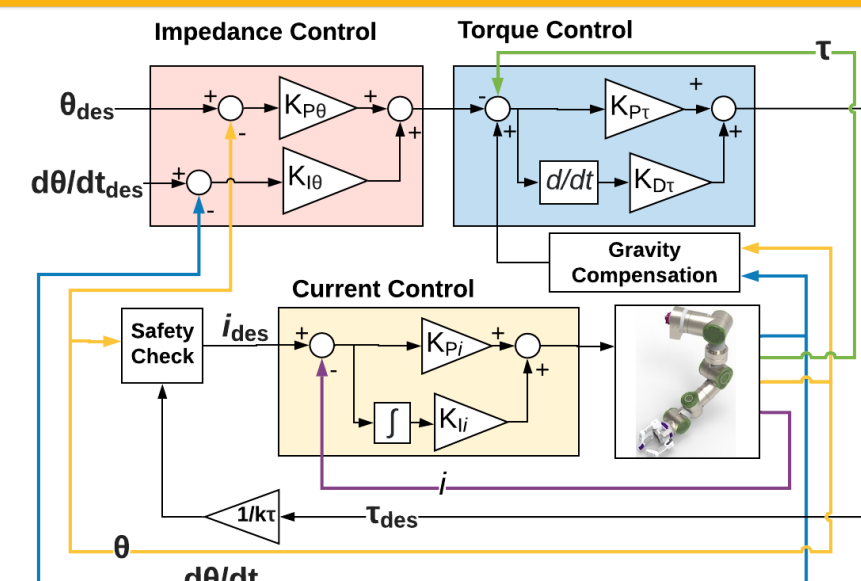 Impedance Control
Torque Control
τ
θdes
+
-
KPθ
+
+
-
+
KPτ
+
+
dθ/dtdes
+
-
KIθ
d/dt
KDτ
Gravity
Compensation
Current Control
Safety
Check
ides
+
-
KPi
+
+
∫
KIi
i
1/kτ
τdes
θ
dθ/dt